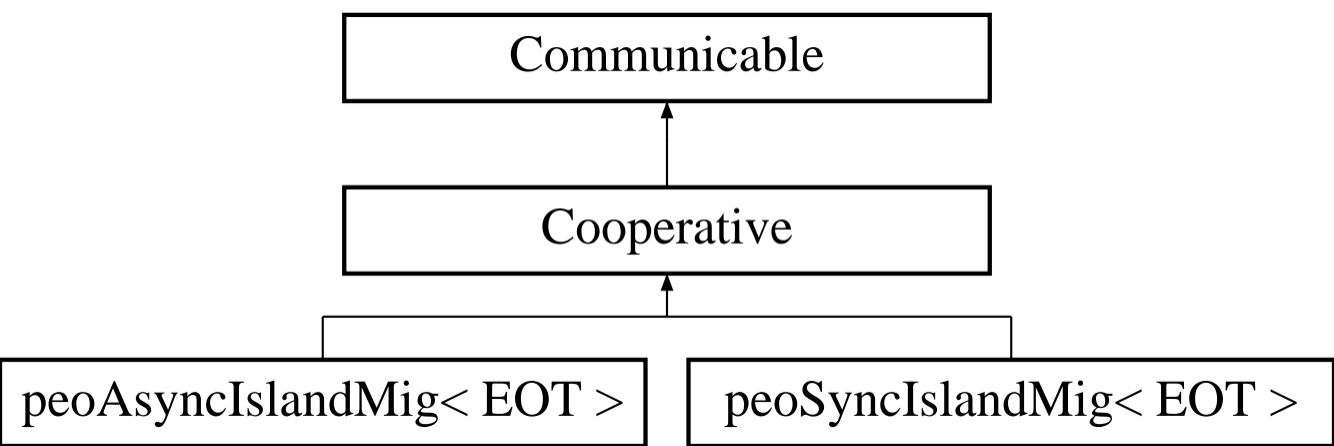 Communicable
Cooperative
peoAsyncIslandMig< EOT >
peoSyncIslandMig< EOT >